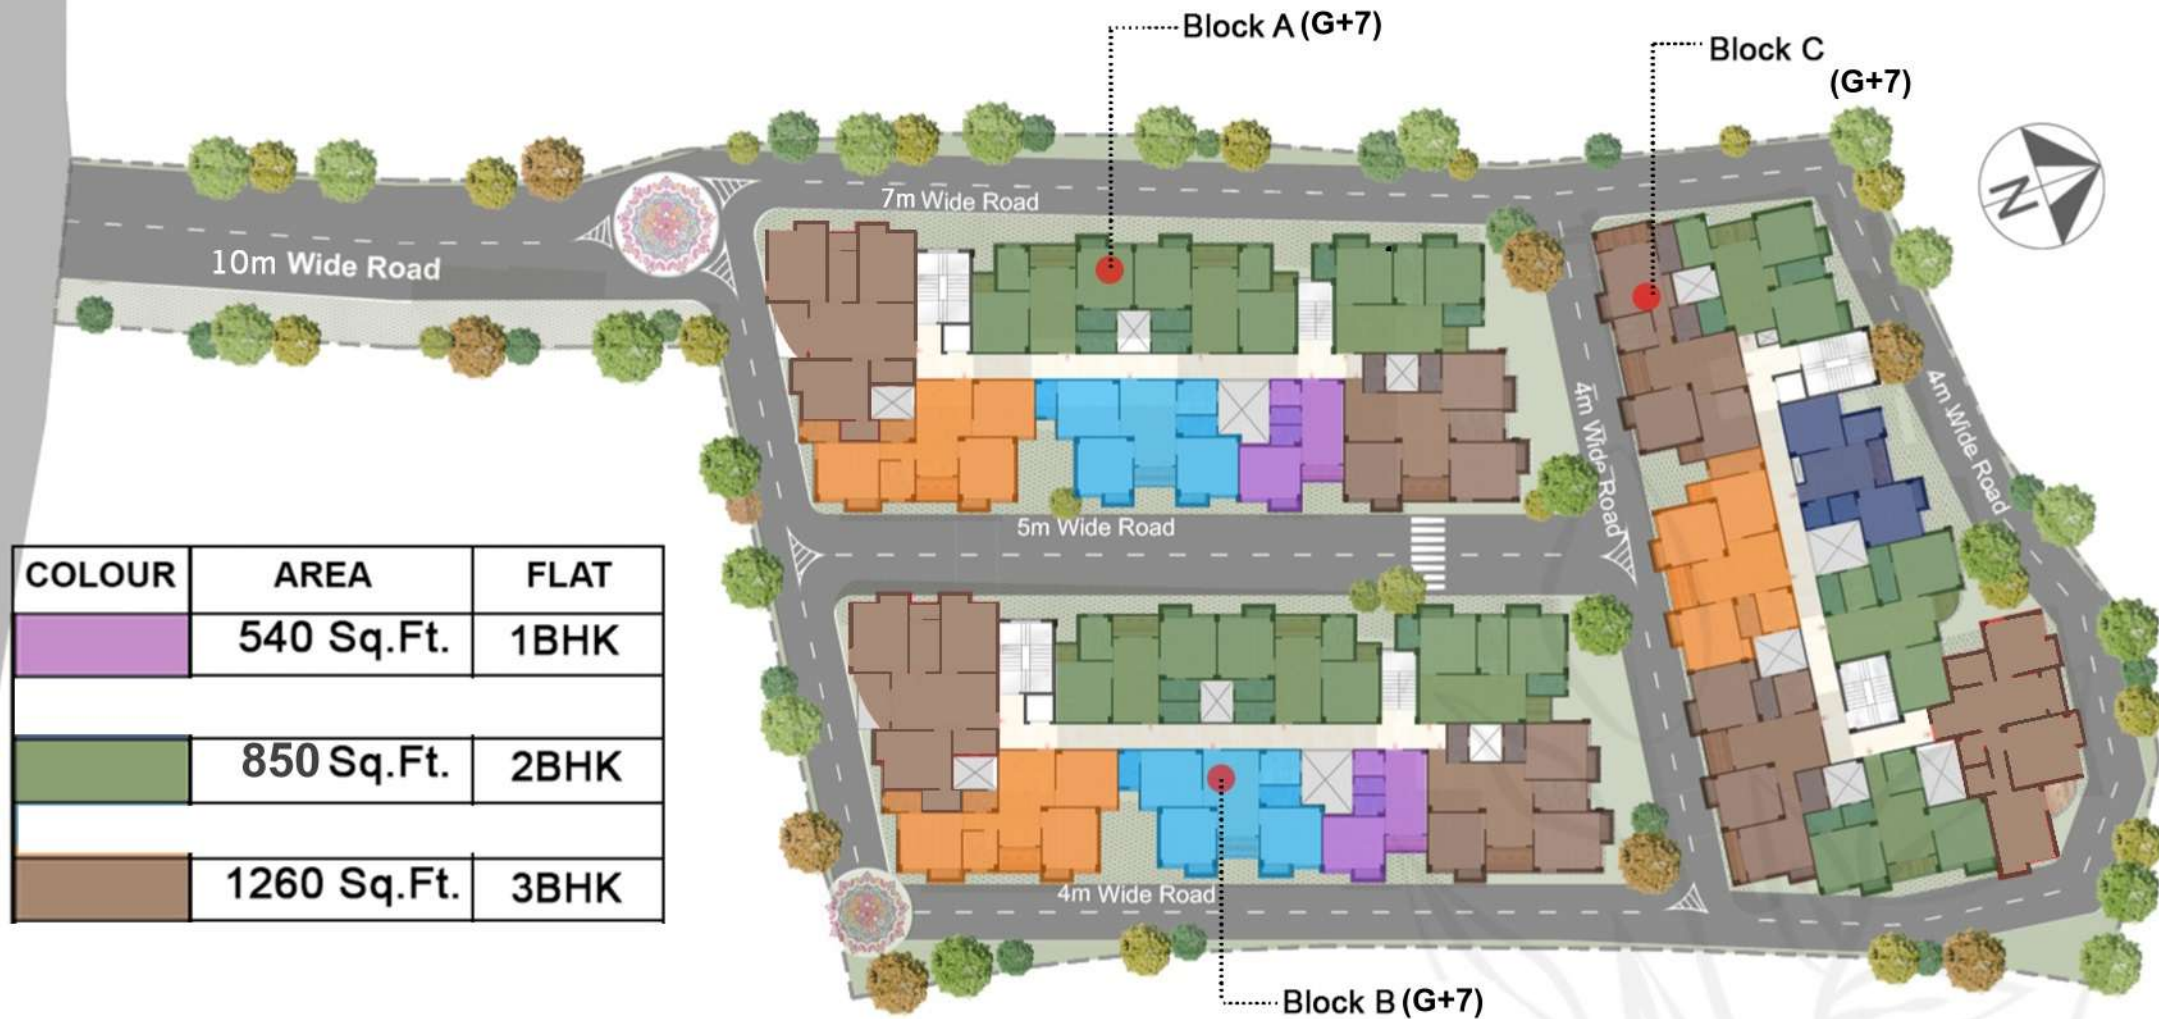 Block A (G+7)
Block C
(G+7)
7m Wide Road
10m Wide Road
N
4m Wide Road
4m Wide Road
5m Wide Road
COLOUR AREA FLAT
540 Sq.Ft. 1BHK
850 Sq.Ft. 2BHK
1260 Sq.Ft. 3BHK
4m Wide Road
Block B (G+7)